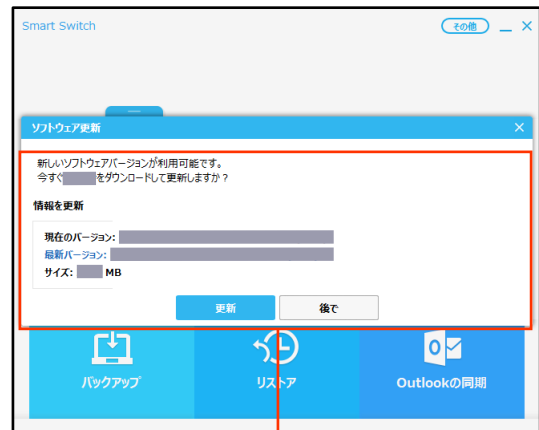 Smart Switch
その他
ソフトウェア更新
新しいソフトウェアバージョンが利用可能です。
今すぐ をダウンロードして更新しますか？
情報を更新
現在のバージョン:
最新バージョン:
サイズ: MB
更新
後で
バックアップ
リストア
Outlookの同期